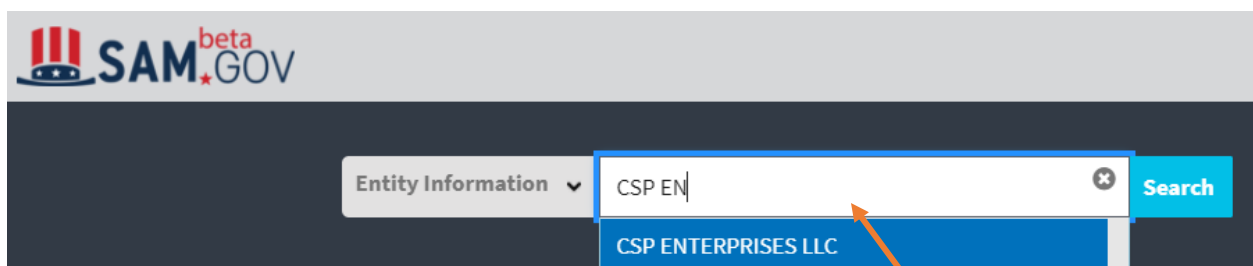 SAM.GOV beta
Entity Information CSP EN Search
CSP ENTERPRISES LLC